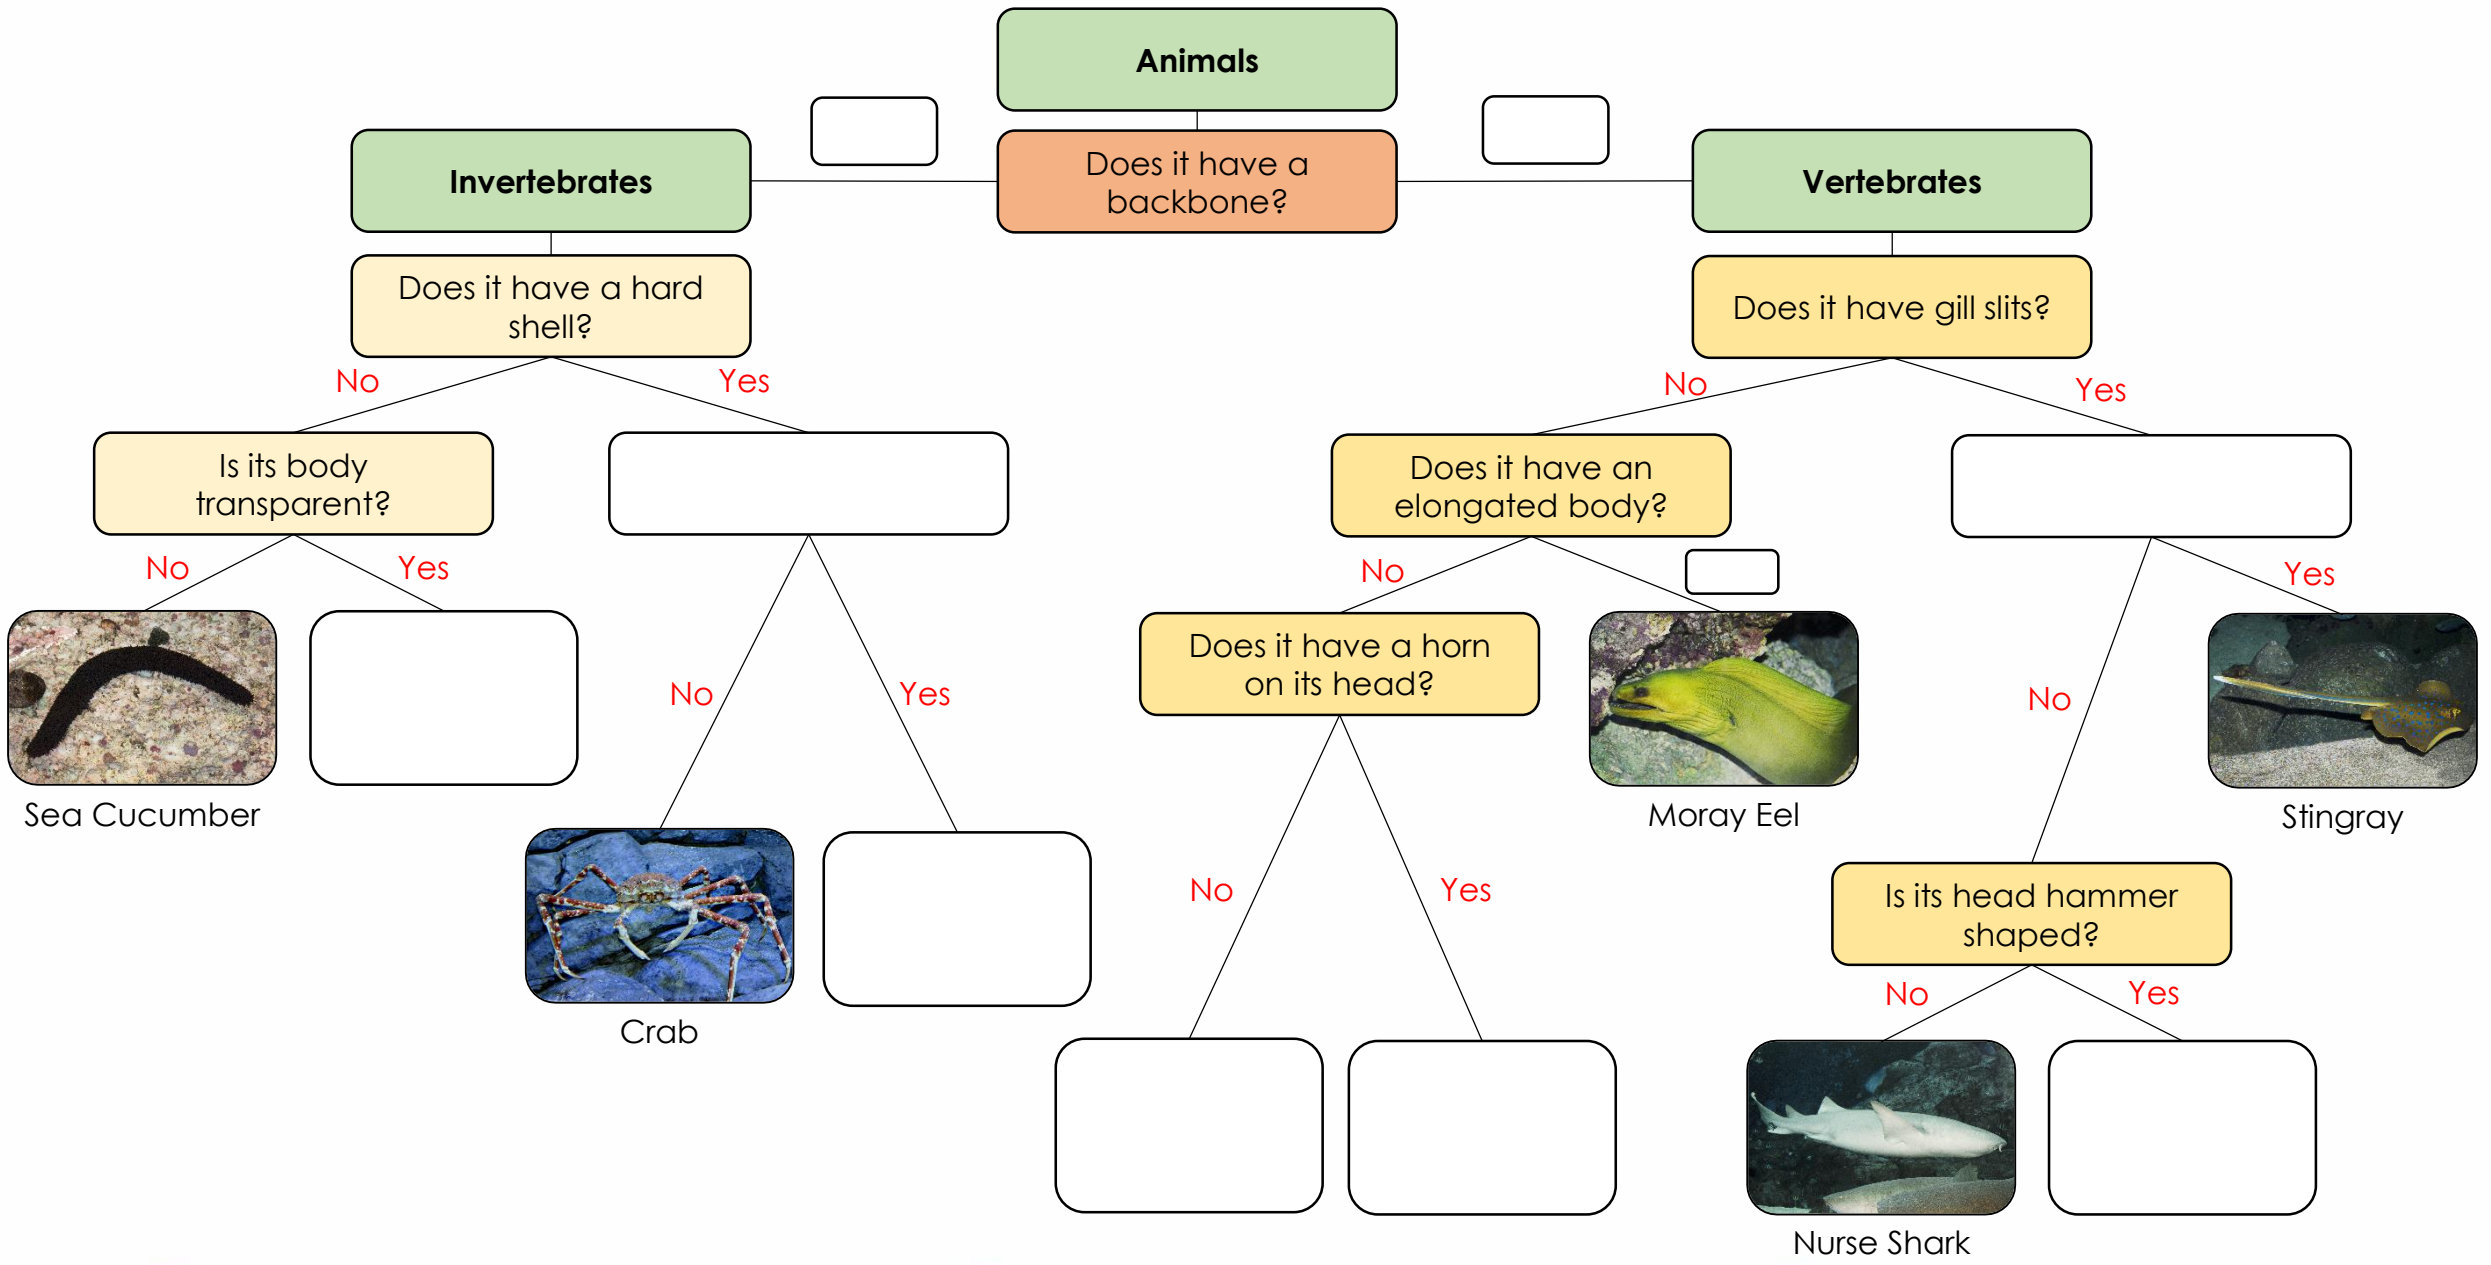 Animals
Does it have a
backbone?
Invertebrates
Vertebrates
Does it have a hard
shell?
Does it have gill slits?
No
Yes
No
Yes
Is its body
transparent?
Does it have an
elongated body?
No
Yes
No
Yes
Does it have a horn
on its head?
No
Yes
No
Sea Cucumber
Moray Eel
Stingray
No
Yes
Is its head hammer
shaped?
No
Yes
Crab
Nurse Shark